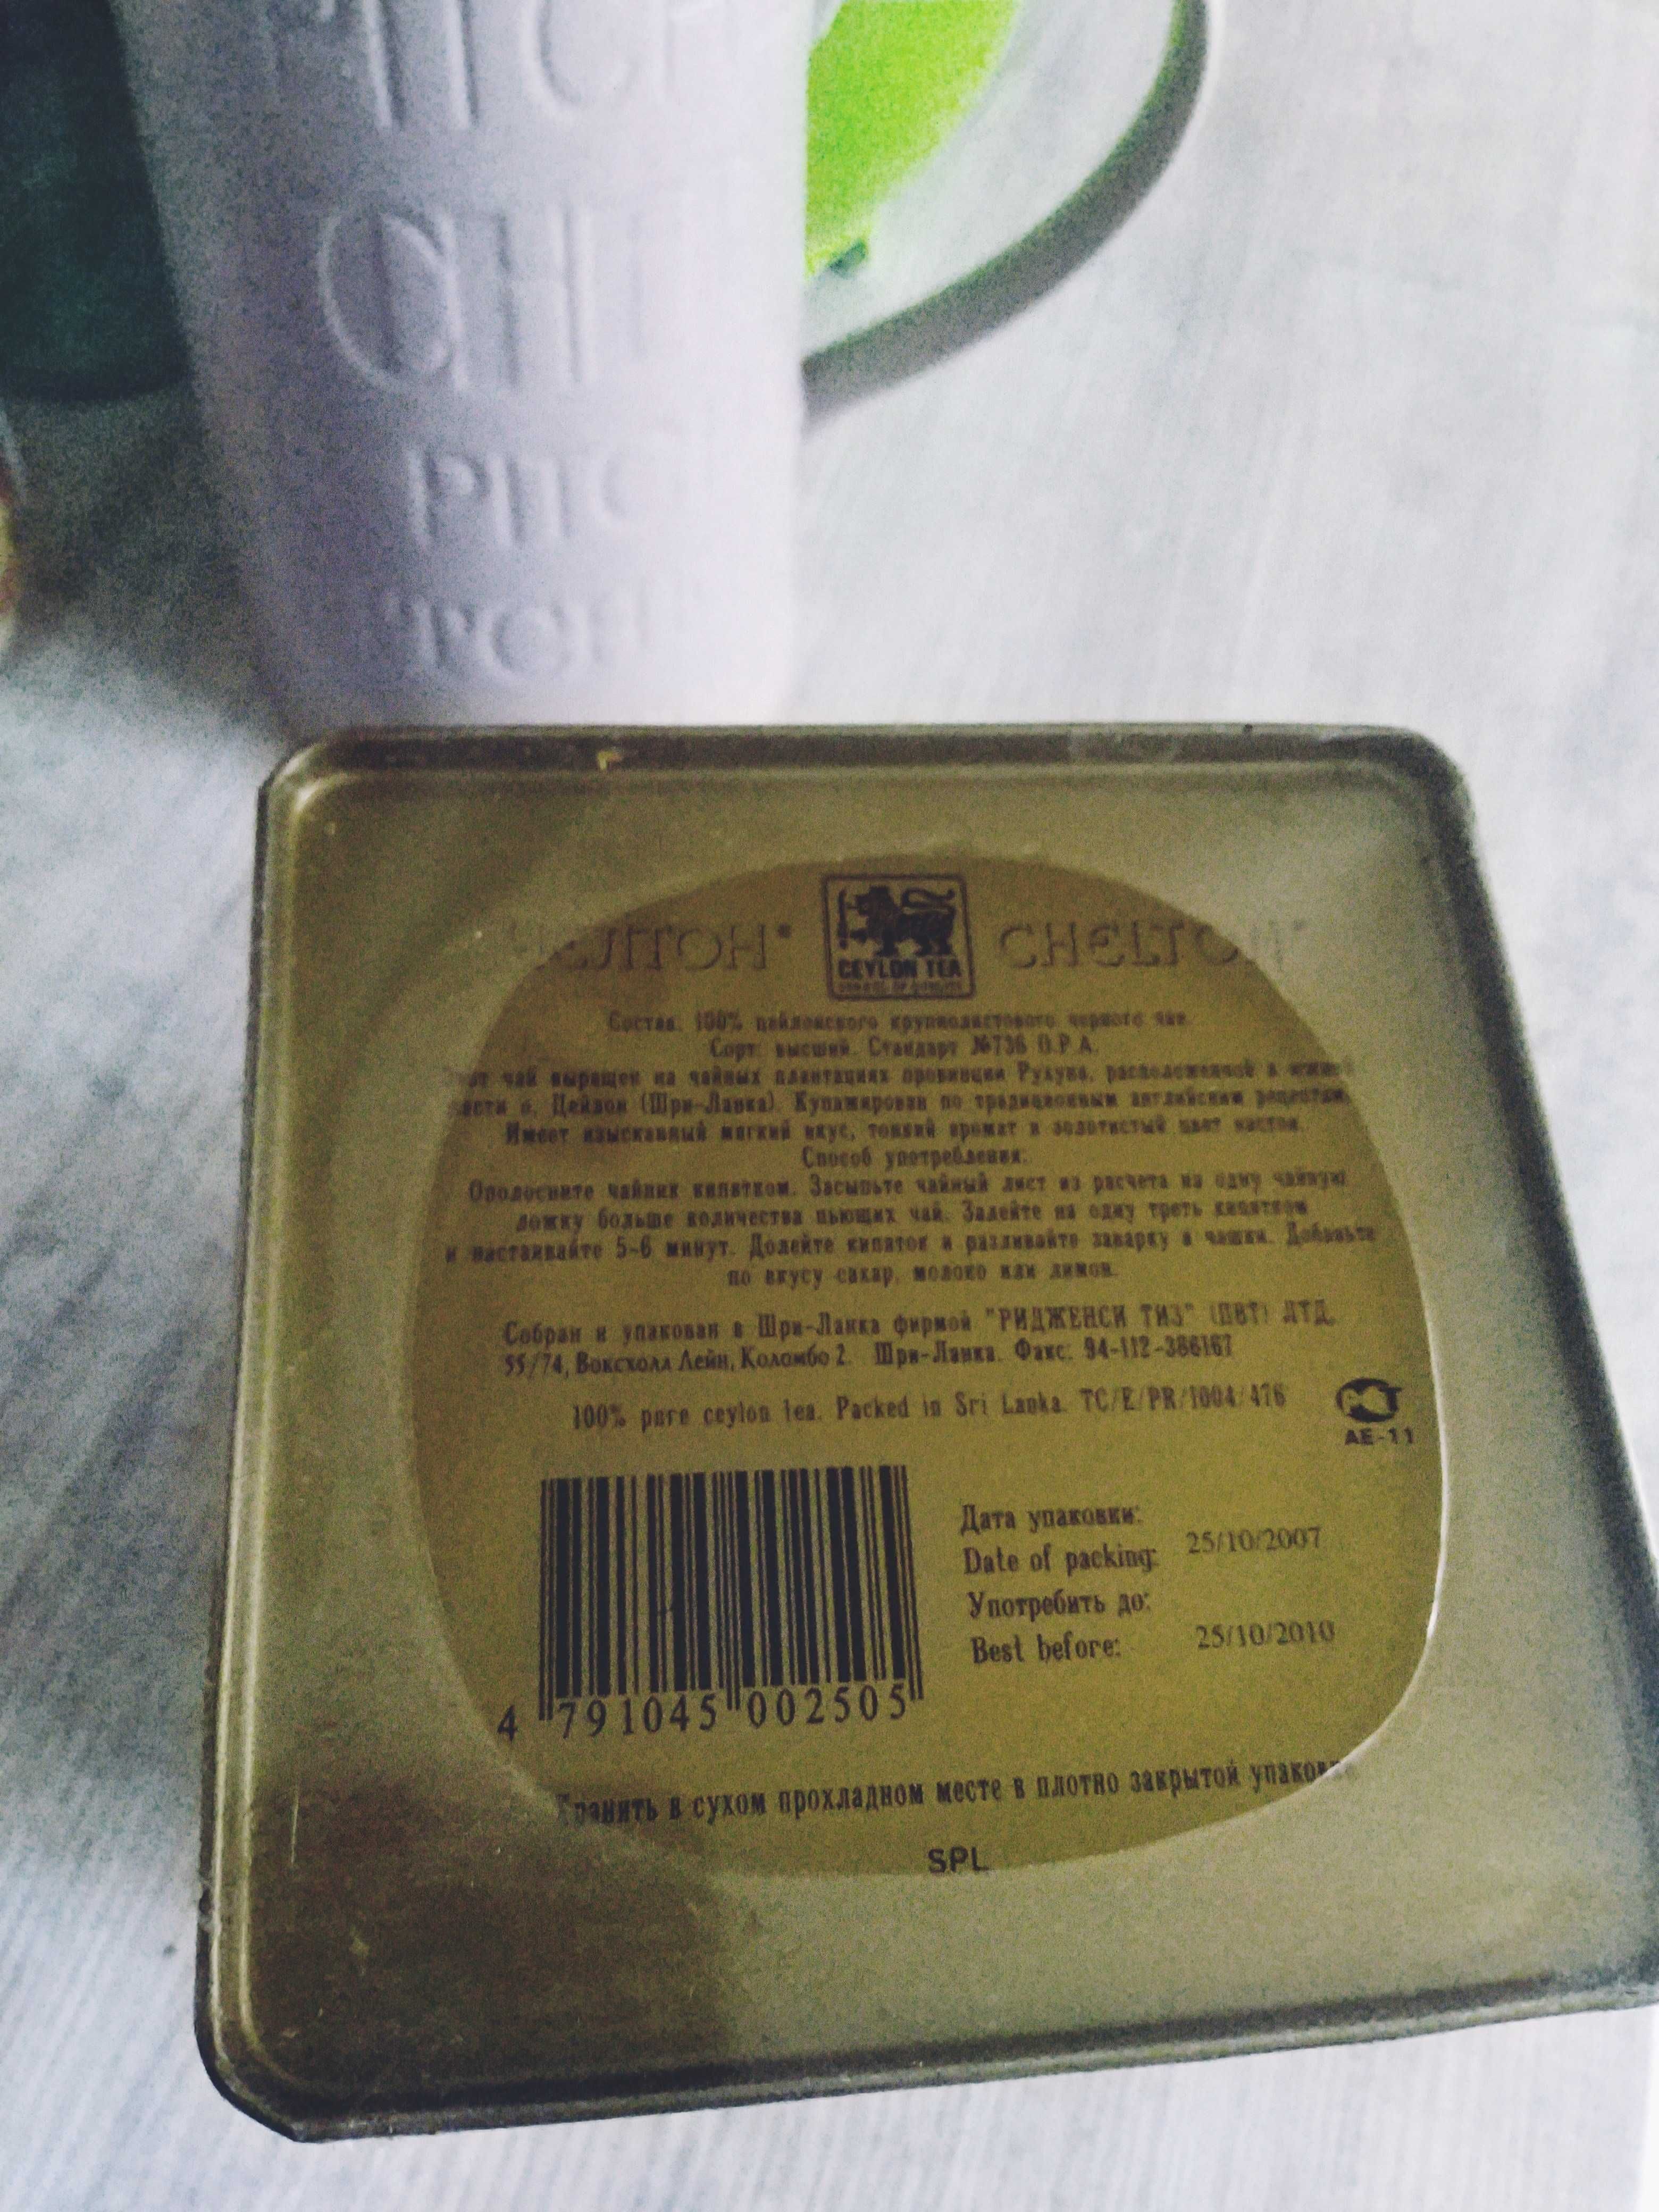 CEYLON TEA
SYMBOL OF QUALITY
Состав: 100% цейлонского крупнолистового черного чая.
Сорт: высший. Стандарт №736 O.P.A.
чай выращен на чайных плантациях провинции Рухуна, расположенной в южной
о. Цейлон (Шри-Ланка). Купажирован по традиционным английским рецептам.
Имеет изысканный мягкий вкус, тонкий аромат и золотистый цвет настоя.
Способ употребления:
Ополосните чайник кипятком. Засыпьте чайный лист из расчета на одну чайную
ложку больше количества пьющих чай. Залейте на одну треть кипятком
и настаивайте 5-6 минут. Долейте кипяток и разливайте заварку в чашки. Добавьте
по вкусу сахар, молоко или лимон.
Собран и упакован в Шри-Ланка фирмой "РИДЖЕНСИ ТИЗ" (ПВТ) ЛТД.
55/74, Воксхолл Лейн, Коломбо 2. Шри-Ланка. Факс: 94-112-386167
100% pure ceylon tea. Packed in Sri Lanka. TC/E/PR/1004/476
АЕ-11
Дата упаковки:
Date of packing: 25/10/2007
Употребить до:
Best before: 25/10/2010
4 791045 002505
Хранить в сухом прохладном месте в плотно закрытой
SPL